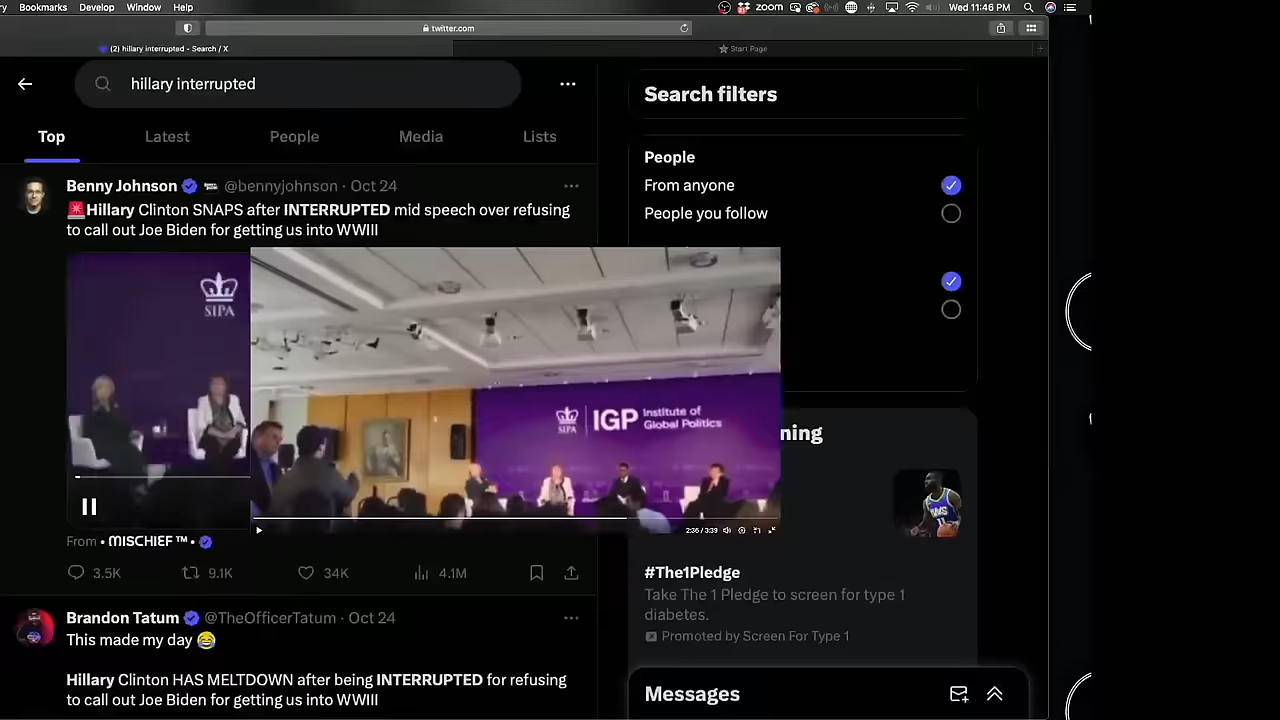 Bookmarks Develop Window Help
zoom Wed 11:46 PM
twitter.com
(2) hillary interrupted - Search / X
Start Page
hillary interrupted
Top Latest People Media Lists
Benny Johnson @bennyjohnson · Oct 24
🚨Hillary Clinton SNAPS after INTERRUPTED mid speech over refusing
to call out Joe Biden for getting us into WWIII
SIPA
SIPA
IGP Institute of
Global Politics
2:36 / 3:39
From • MISCHIEF ™ •
3.5K 9.1K 34K 4.1M
Brandon Tatum @TheOfficerTatum · Oct 24
This made my day 😂
Hillary Clinton HAS MELTDOWN after being INTERRUPTED for refusing
to call out Joe Biden for getting us into WWIII
Search filters
People
From anyone
People you follow
ning
#The1Pledge
Take The 1 Pledge to screen for type 1
diabetes.
Promoted by Screen For Type 1
Messages